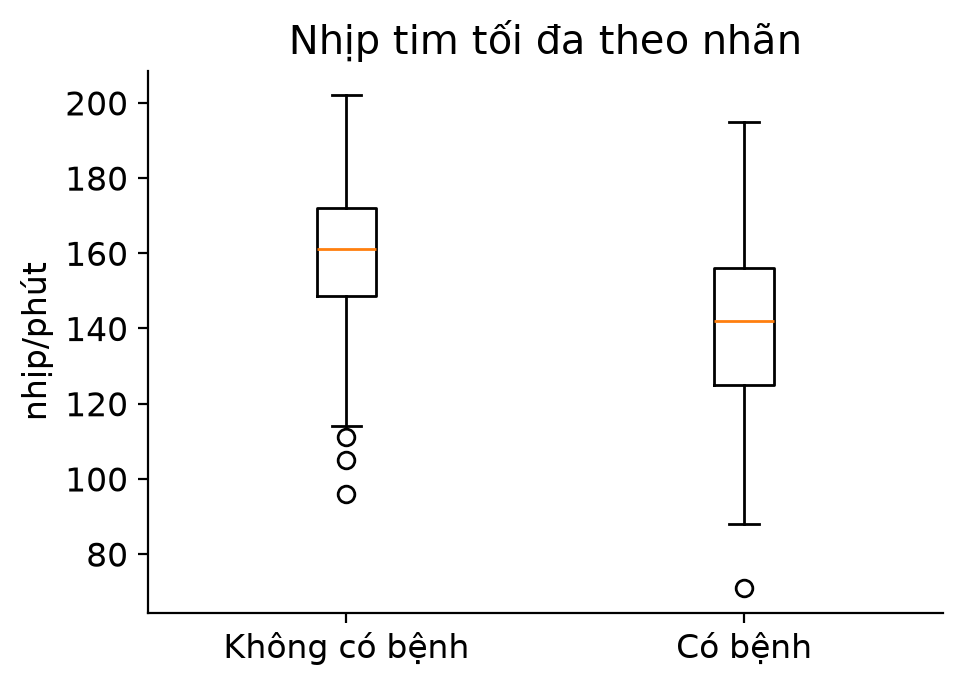 Nhịp tim tối đa theo nhãn
nhịp/phút
200
180
160
140
120
100
80
Không có bệnh
Có bệnh